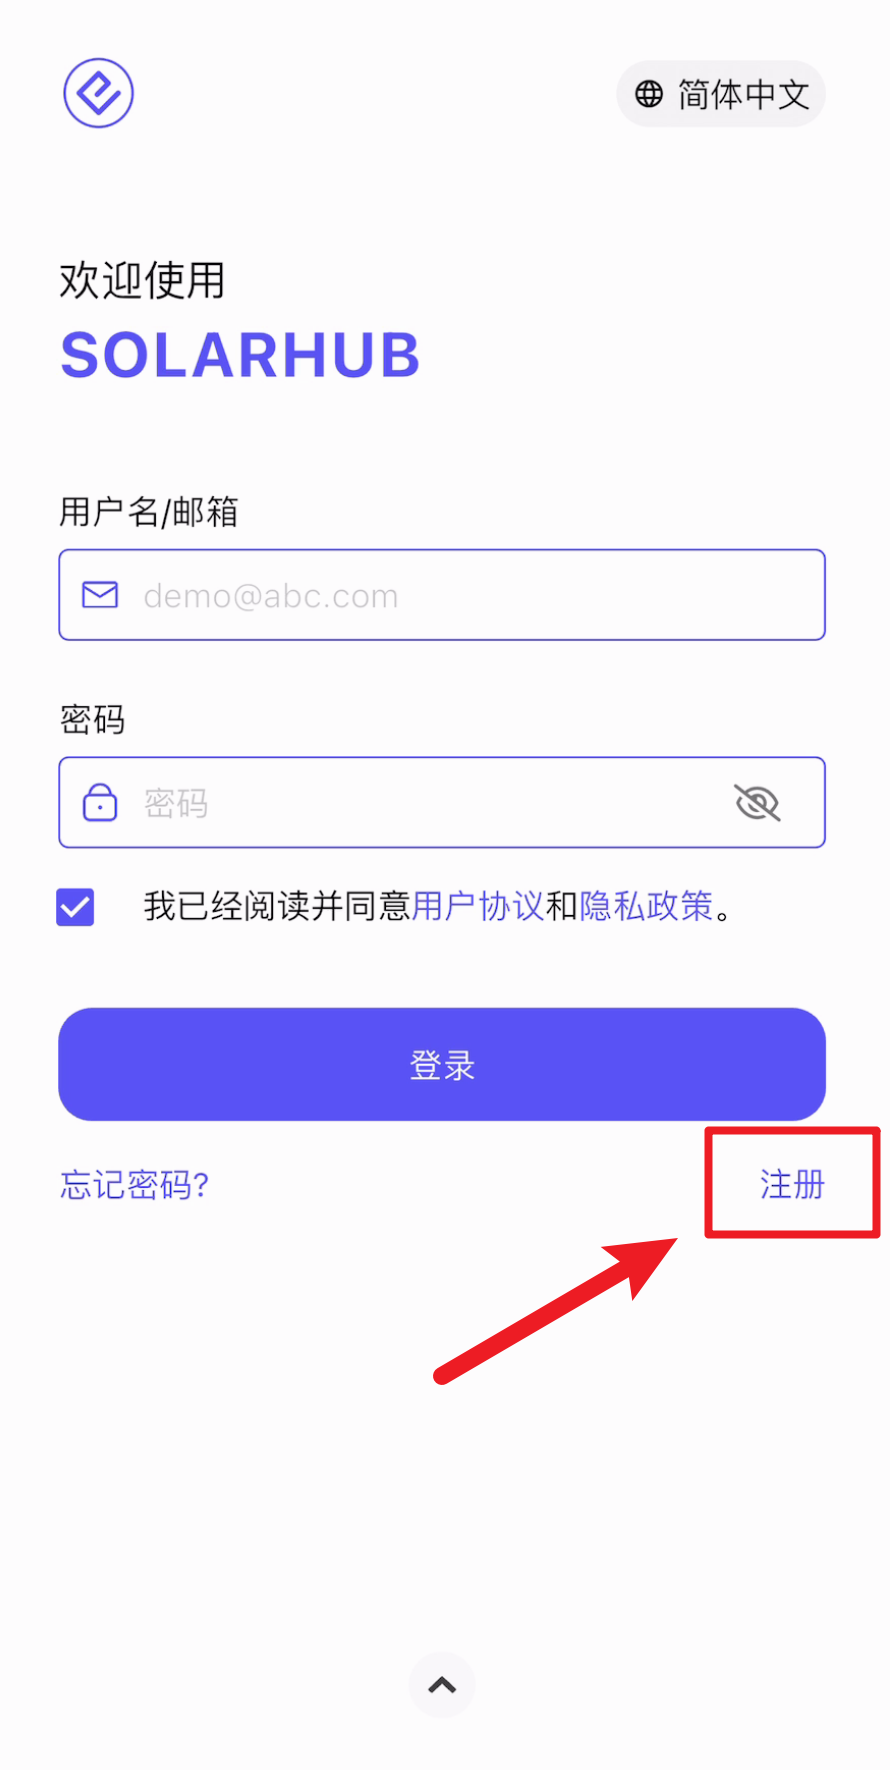 简体中文
欢迎使用
SOLARHUB
用户名/邮箱
demo@abc.com
密码
密码
我已经阅读并同意用户协议和隐私政策。
登录
忘记密码?
注册